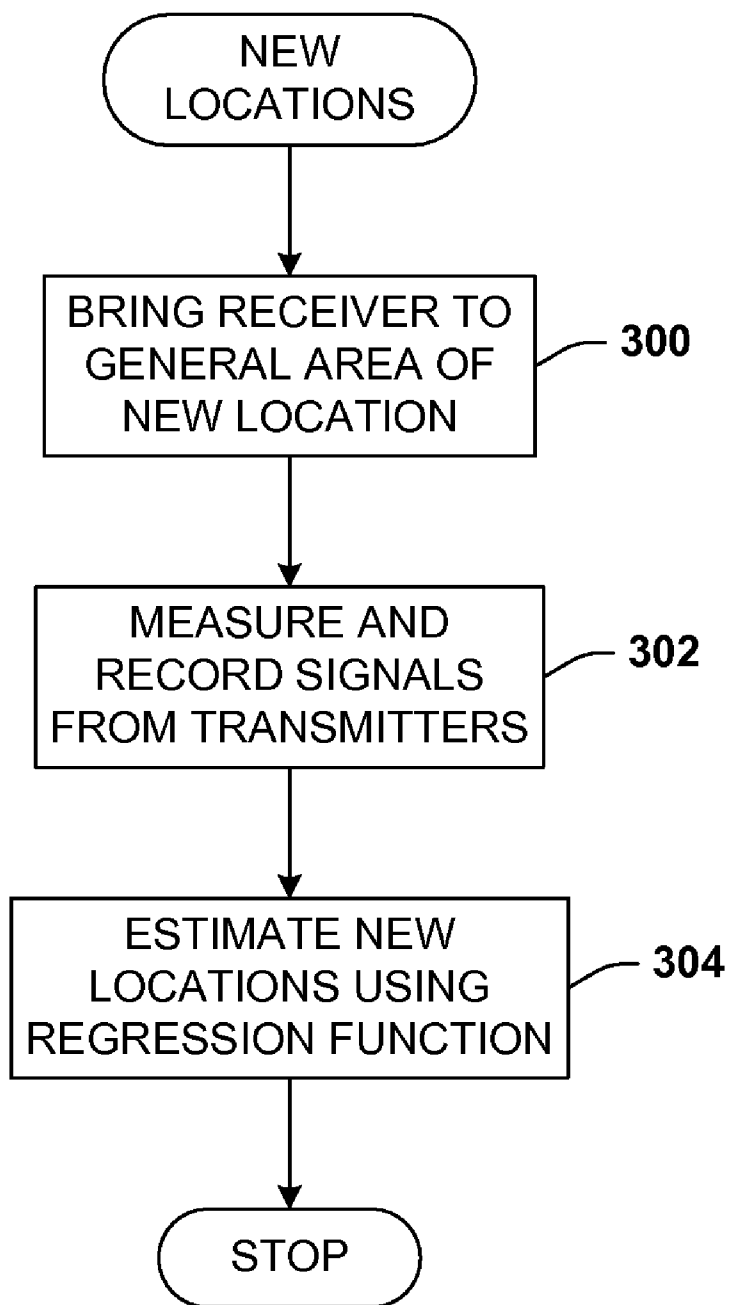 NEW
LOCATIONS
BRING RECEIVER TO
GENERAL AREA OF
NEW LOCATION
300
MEASURE AND
RECORD SIGNALS
FROM TRANSMITTERS
302
ESTIMATE NEW
LOCATIONS USING
REGRESSION FUNCTION
304
STOP